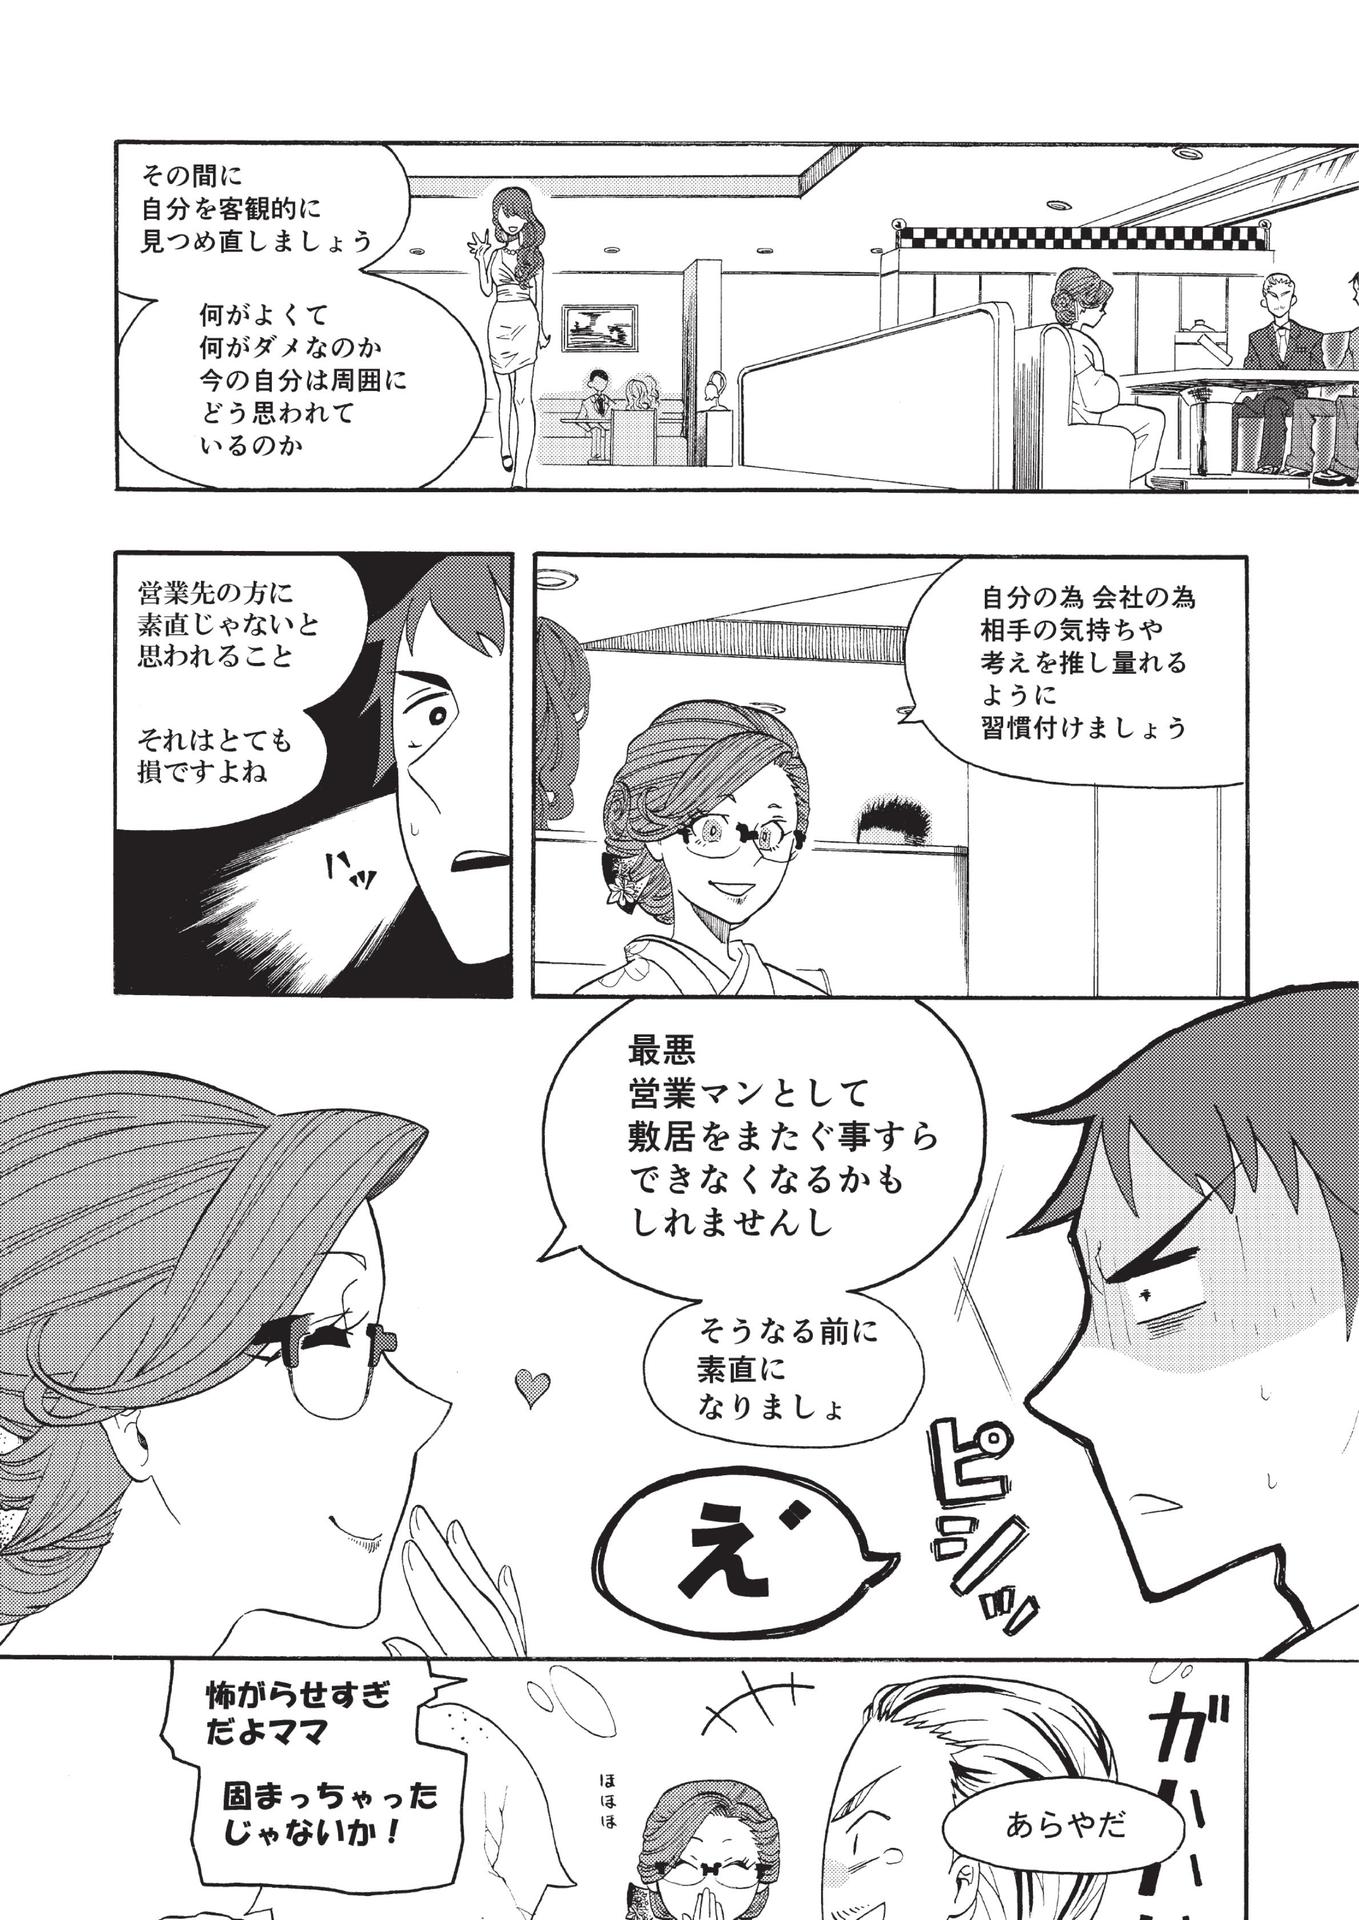 その間に
自分を客観的に
見つめ直しましょう
何がよくて
何がダメなのか
今の自分は周囲に
どう思われて
いるのか
営業先の方に
素直じゃないと
思われること
それはとても
損ですよね
バッ
自分の為 会社の為
相手の気持ちや
考えを推し量れる
ように
習慣付けましょう
最悪
営業マンとして
敷居をまたぐ事すら
できなくなるかも
しれませんし
そうなる前に
素直に
なりましょ
え゛
ピシッ
怖がらせすぎ
だよママ
固まっちゃった
じゃないか！
ほほほ
あらやだ